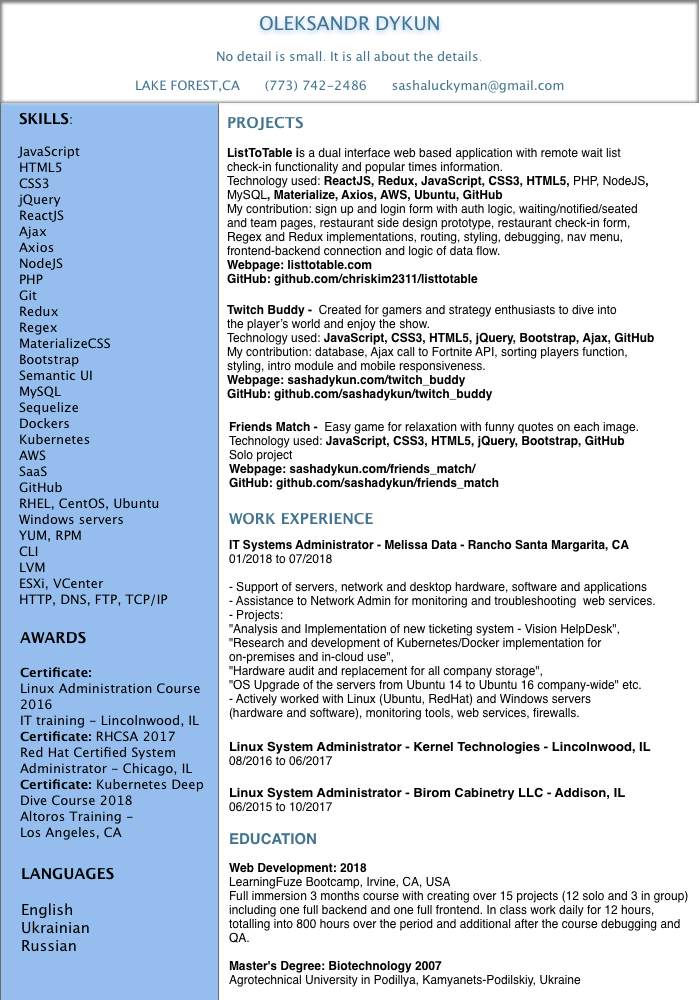 OLEKSANDR DYKUN
No detail is small. It is all about the details.
LAKE FOREST,CA (773) 742-2486 sashaluckyman@gmail.com
SKILLS:
JavaScript
HTML5
CSS3
jQuery
ReactJS
Ajax
Axios
NodeJS
PHP
Git
Redux
Regex
MaterializeCSS
Bootstrap
Semantic UI
MySQL
Sequelize
Dockers
Kubernetes
AWS
SaaS
GitHub
RHEL, CentOS, Ubuntu
Windows servers
YUM, RPM
CLI
LVM
ESXi, VCenter
HTTP, DNS, FTP, TCP/IP
AWARDS
Certificate:
Linux Administration Course
2016
IT training – Lincolnwood, IL
Certificate: RHCSA 2017
Red Hat Certified System
Administrator – Chicago, IL
Certificate: Kubernetes Deep
Dive Course 2018
Altoros Training –
Los Angeles, CA
LANGUAGES
English
Ukrainian
Russian
PROJECTS
ListToTable is a dual interface web based application with remote wait list
check-in functionality and popular times information.
Technology used: ReactJS, Redux, JavaScript, CSS3, HTML5, PHP, NodeJS,
MySQL, Materialize, Axios, AWS, Ubuntu, GitHub
My contribution: sign up and login form with auth logic, waiting/notified/seated
and team pages, restaurant side design prototype, restaurant check-in form,
Regex and Redux implementations, routing, styling, debugging, nav menu,
frontend-backend connection and logic of data flow.
Webpage: listtotable.com
GitHub: github.com/chriskim2311/listtotable
Twitch Buddy - Created for gamers and strategy enthusiasts to dive into
the player's world and enjoy the show.
Technology used: JavaScript, CSS3, HTML5, jQuery, Bootstrap, Ajax, GitHub
My contribution: database, Ajax call to Fortnite API, sorting players function,
styling, intro module and mobile responsiveness.
Webpage: sashadykun.com/twitch_buddy
GitHub: github.com/sashadykun/twitch_buddy
Friends Match - Easy game for relaxation with funny quotes on each image.
Technology used: JavaScript, CSS3, HTML5, jQuery, Bootstrap, GitHub
Solo project
Webpage: sashadykun.com/friends_match/
GitHub: github.com/sashadykun/friends_match
WORK EXPERIENCE
IT Systems Administrator - Melissa Data - Rancho Santa Margarita, CA
01/2018 to 07/2018
- Support of servers, network and desktop hardware, software and applications
- Assistance to Network Admin for monitoring and troubleshooting web services.
- Projects:
"Analysis and Implementation of new ticketing system - Vision HelpDesk",
"Research and development of Kubernetes/Docker implementation for
on-premises and in-cloud use",
"Hardware audit and replacement for all company storage",
"OS Upgrade of the servers from Ubuntu 14 to Ubuntu 16 company-wide" etc.
- Actively worked with Linux (Ubuntu, RedHat) and Windows servers
(hardware and software), monitoring tools, web services, firewalls.
Linux System Administrator - Kernel Technologies - Lincolnwood, IL
08/2016 to 06/2017
Linux System Administrator - Birom Cabinetry LLC - Addison, IL
06/2015 to 10/2017
EDUCATION
Web Development: 2018
LearningFuze Bootcamp, Irvine, CA, USA
Full immersion 3 months course with creating over 15 projects (12 solo and 3 in group)
including one full backend and one full frontend. In class work daily for 12 hours,
totalling into 800 hours over the period and additional after the course debugging and
QA.
Master's Degree: Biotechnology 2007
Agrotechnical University in Podillya, Kamyanets-Podilskiy, Ukraine